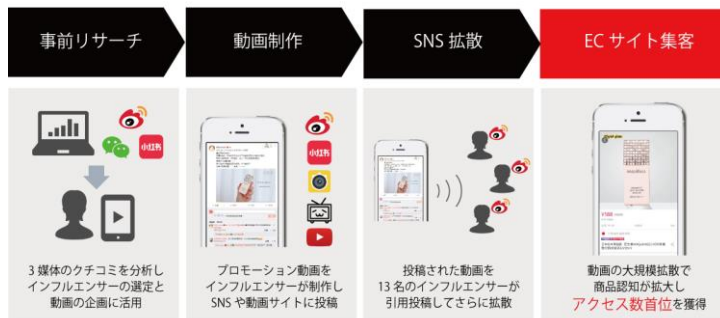 事前リサーチ
動画制作
SNS 拡散
EC サイト集客
小红书
3 媒体のクチコミを分析し
インフルエンサーの選定と
動画の企画に活用
小红书
プロモーション動画を
インフルエンサーが制作し
SNS や動画サイトに投稿
投稿された動画を
13 名のインフルエンサーが
引用投稿してさらに拡散
動画の大規模拡散で
商品認知が拡大し
アクセス数首位を獲得